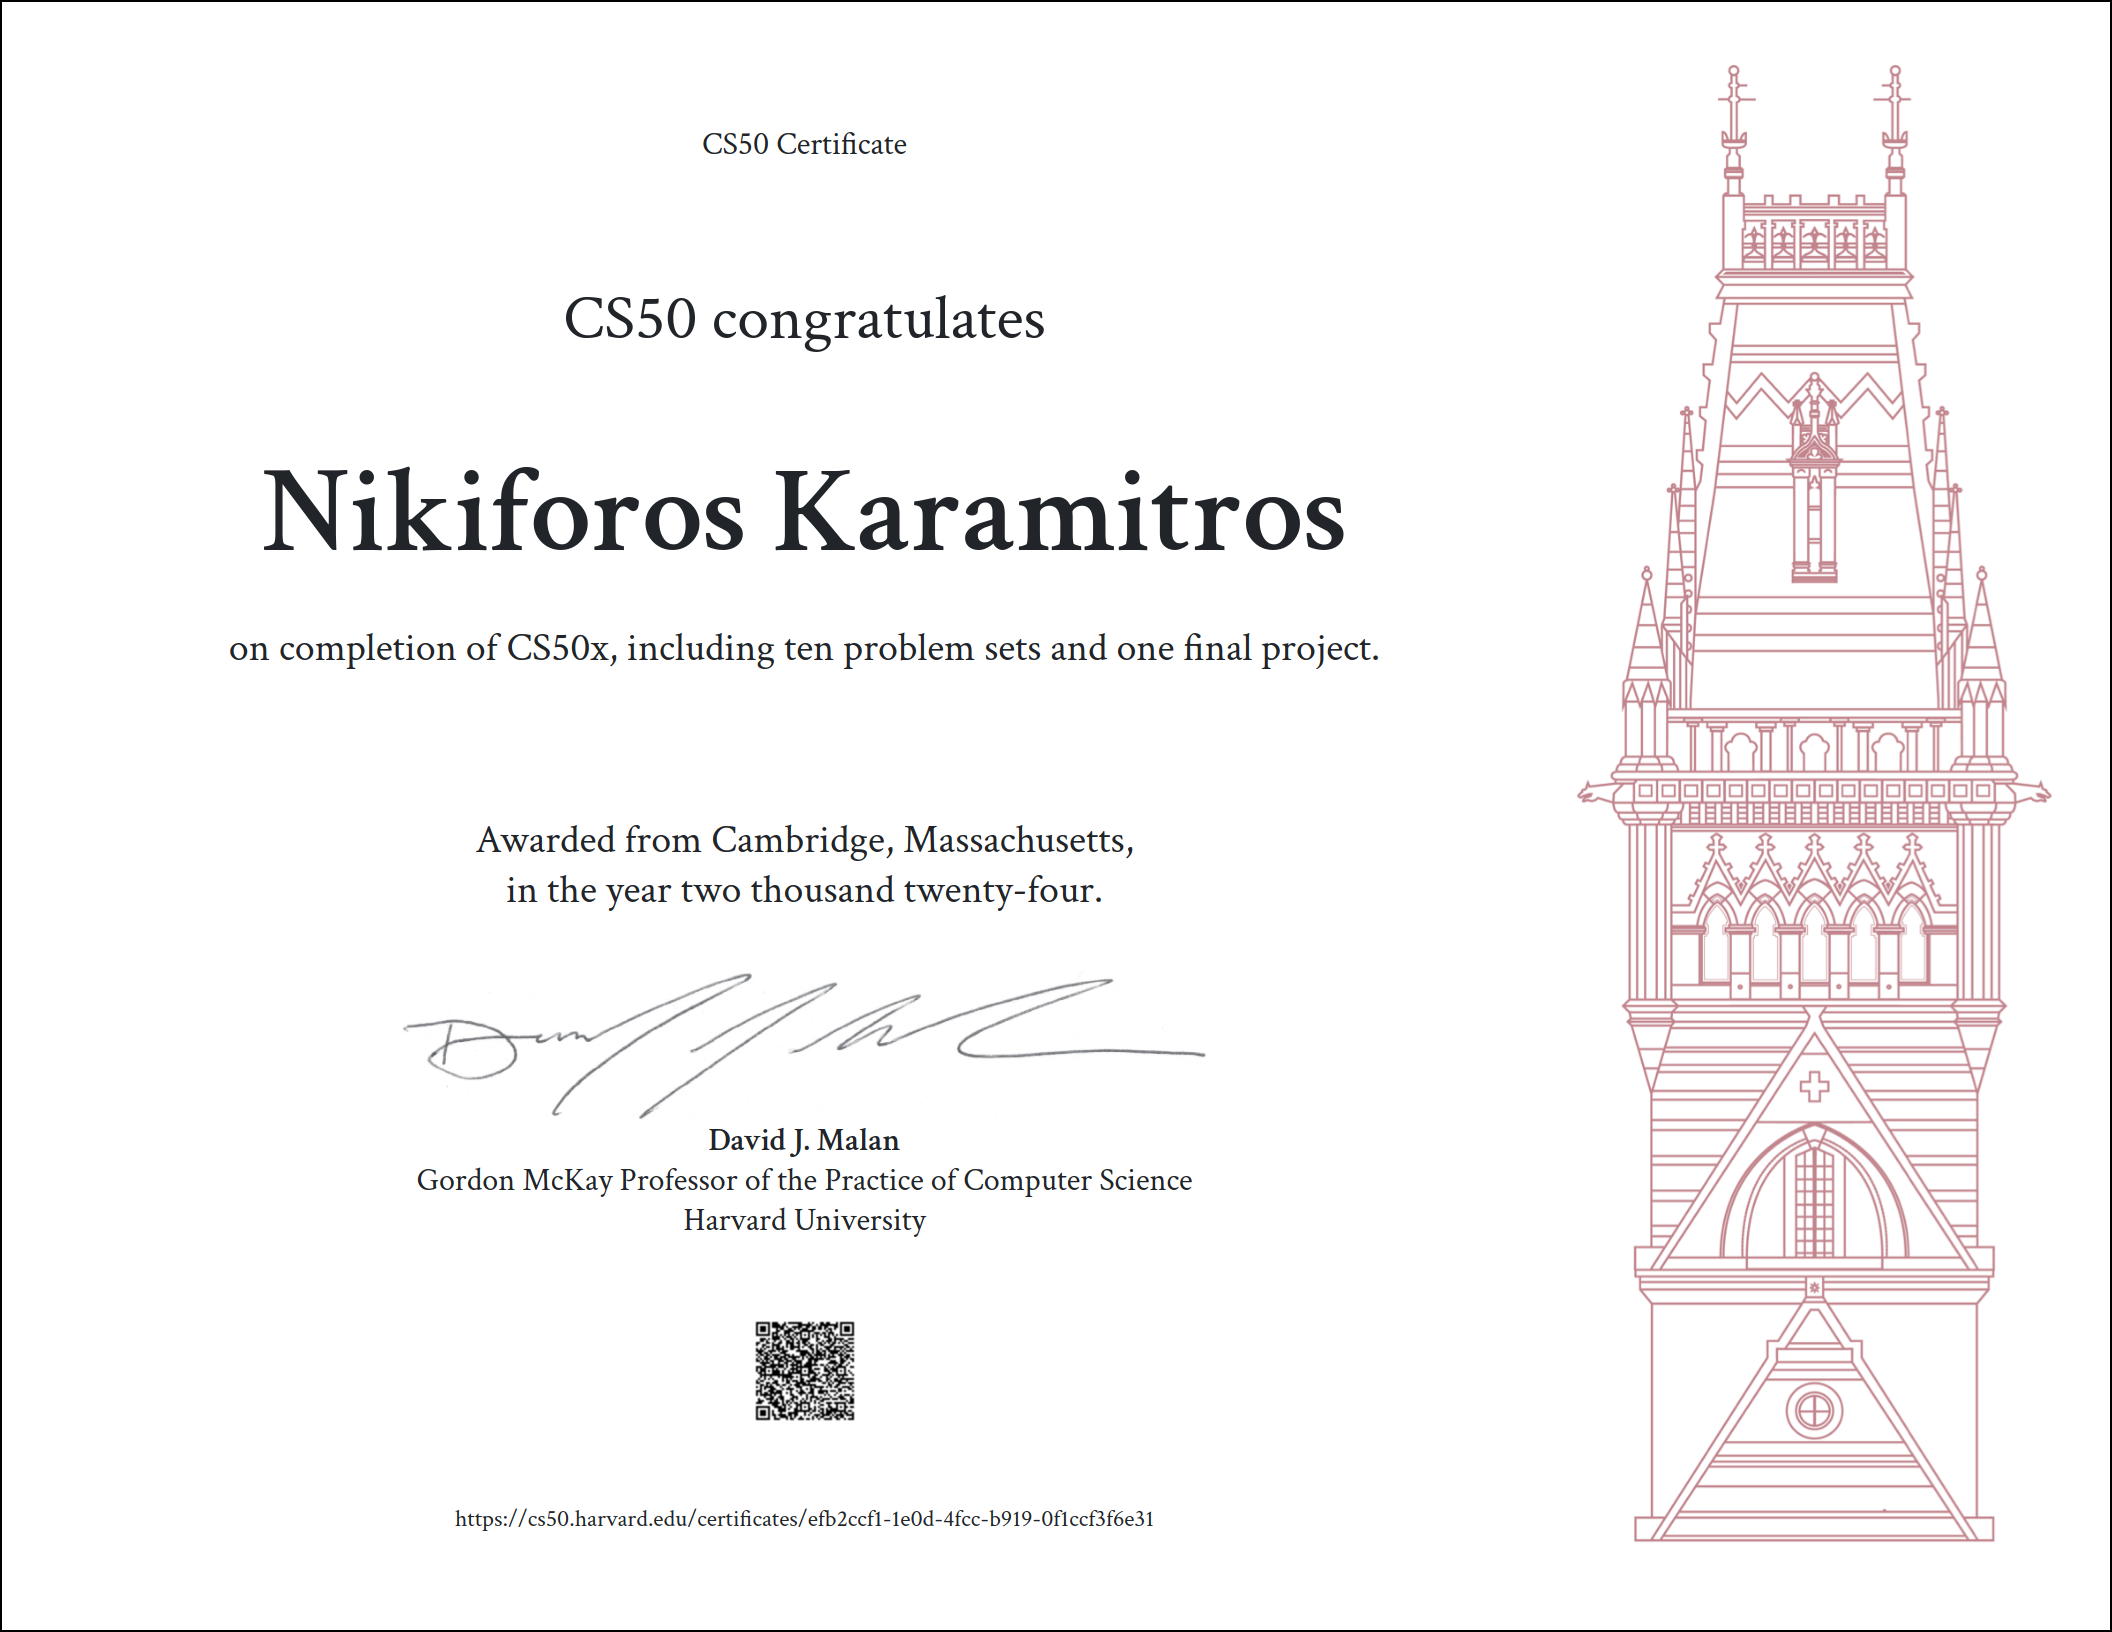 CS50 Certificate
CS50 congratulates
Nikiforos Karamitros
on completion of CS50x, including ten problem sets and one final project.
Awarded from Cambridge, Massachusetts,
in the year two thousand twenty-four.
David J. Malan
Gordon McKay Professor of the Practice of Computer Science
Harvard University
https://cs50.harvard.edu/certificates/efb2ccf1-1e0d-4fcc-b919-0f1ccf3f6e31